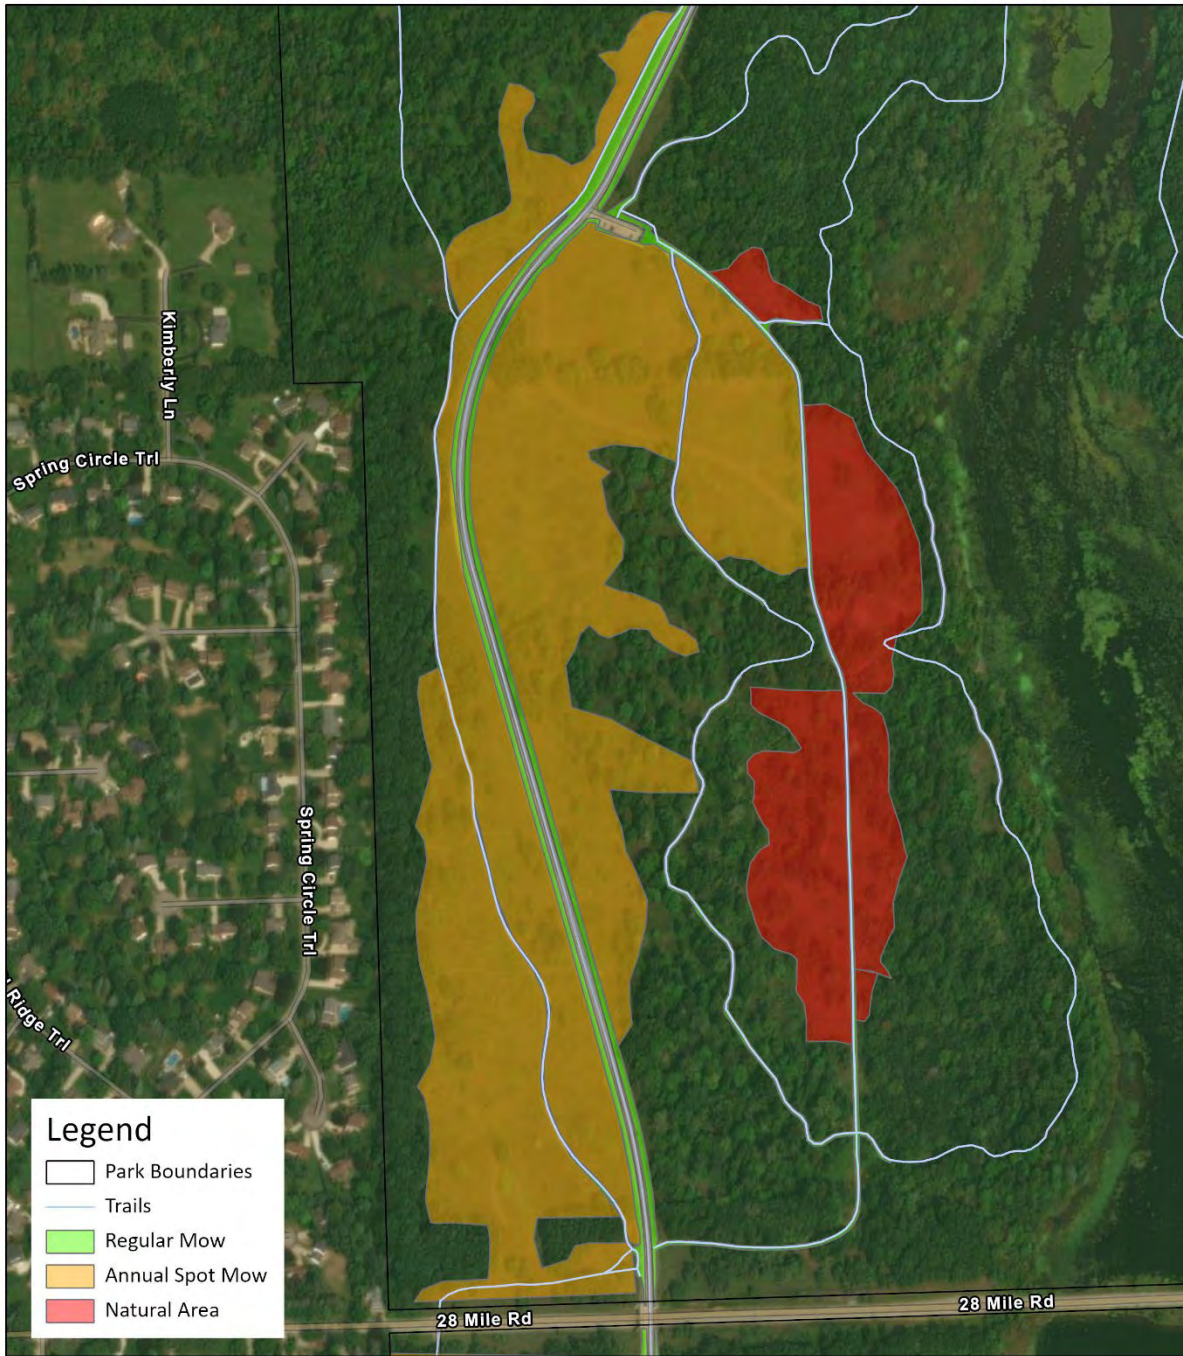 Kimberly Ln
Spring Circle Trl
Spring Circle Trl
Ridge Trl
28 Mile Rd
28 Mile Rd
Legend
Park Boundaries
Trails
Regular Mow
Annual Spot Mow
Natural Area